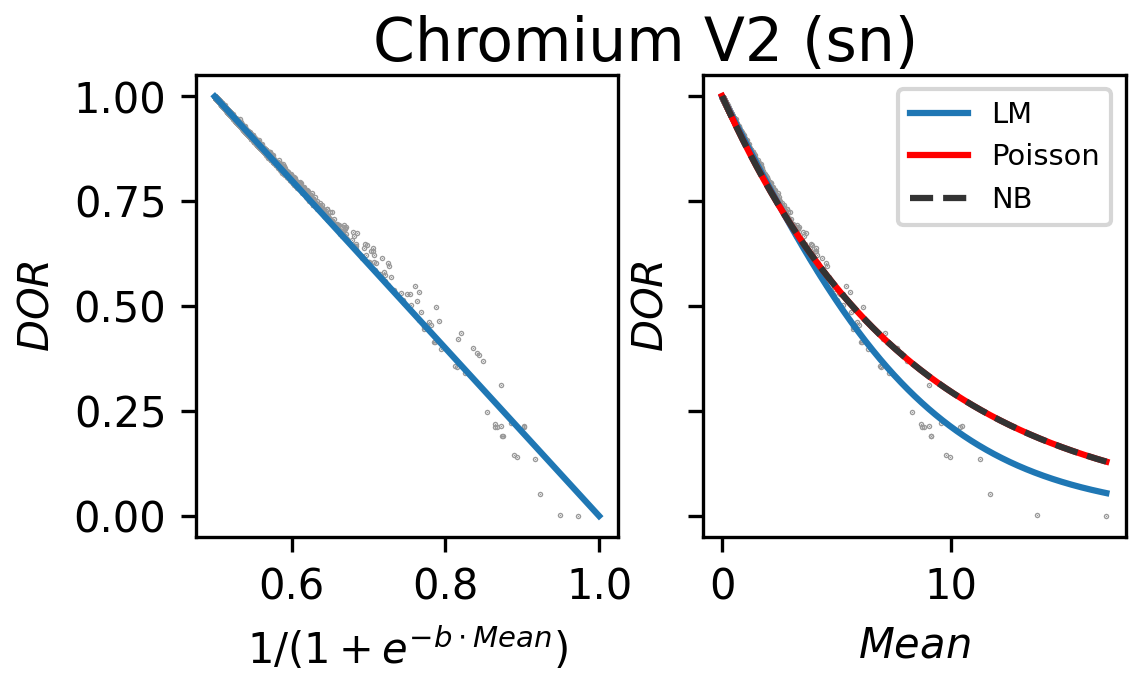 Chromium V2 (sn)
DOR
1.00
0.75
0.50
0.25
0.00
0.6 0.8 1.0
1/(1 + e^{-b · Mean})
DOR
LM
Poisson
NB
0 10
Mean